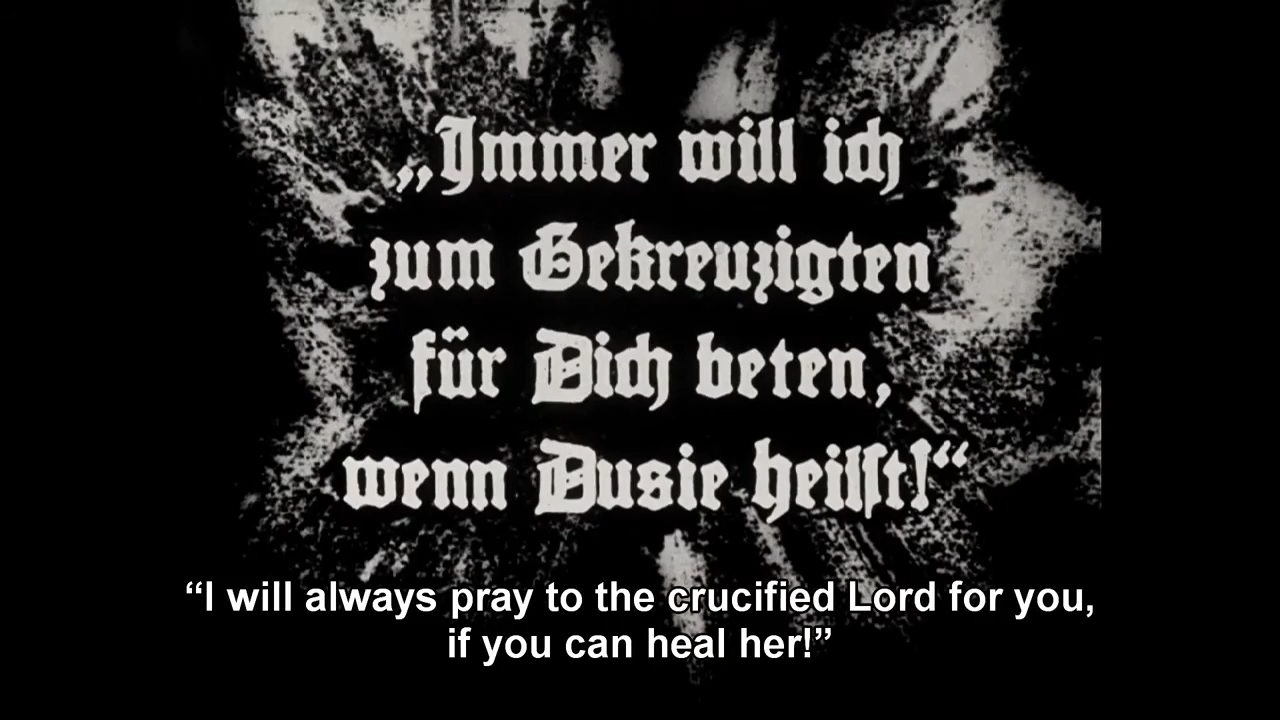 „Immer will ich
zum Gekreuzigten
für Dich beten,
wenn Dusie heilſt!“
“I will always pray to the crucified Lord for you,
if you can heal her!”